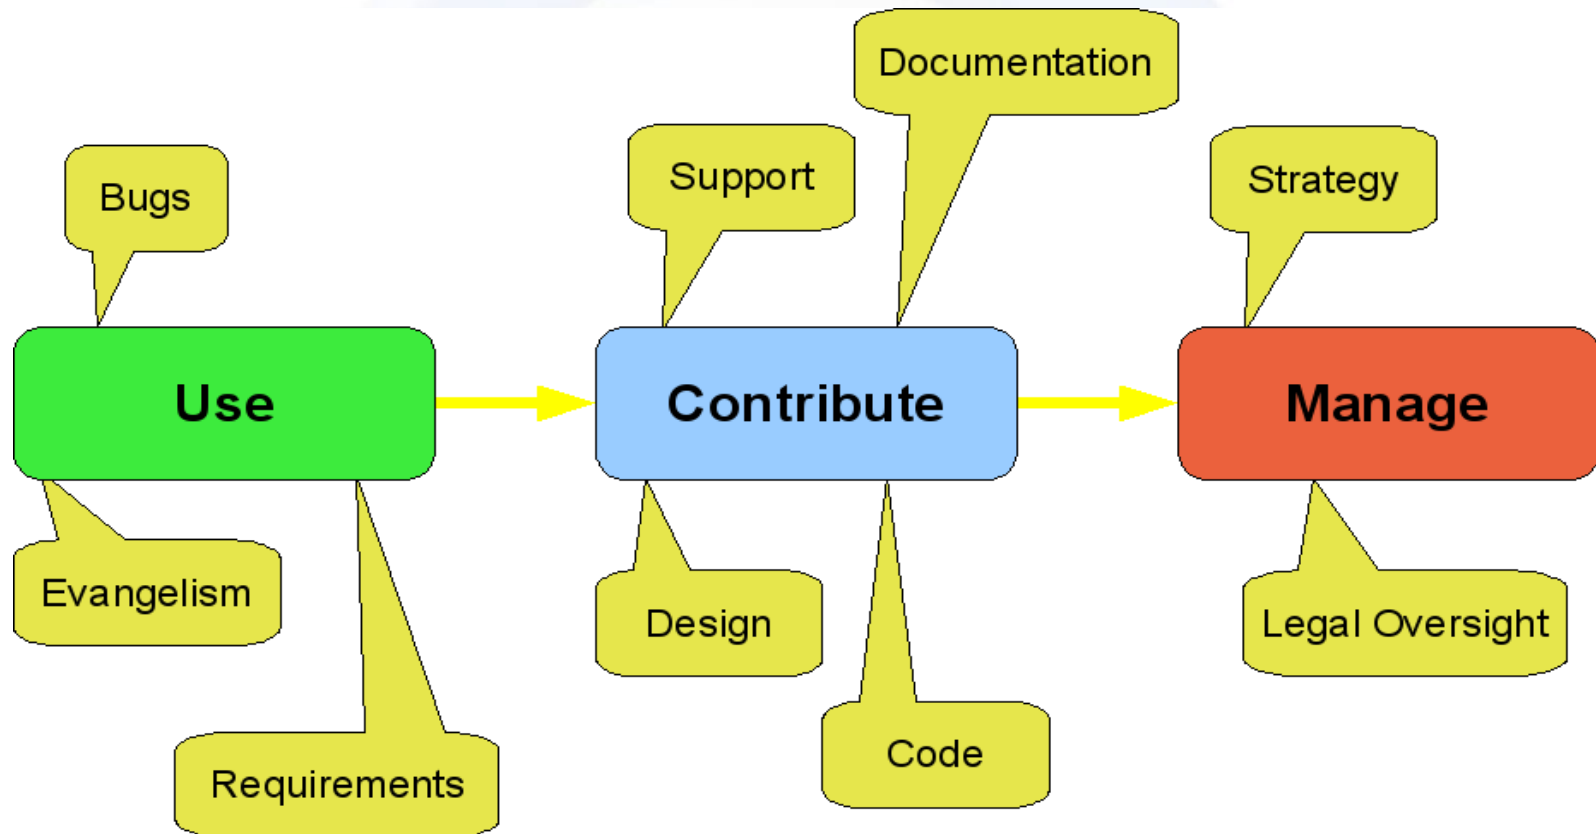 Documentation
Support
Strategy
Bugs
Use
Contribute
Manage
Evangelism
Design
Legal Oversight
Code
Requirements